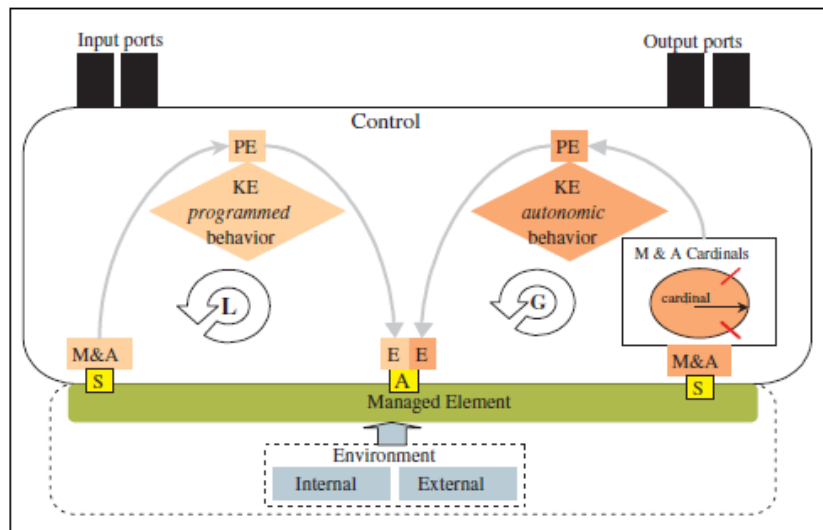 Input ports
Output ports
Control
PE
PE
KE
programmed
behavior
KE
autonomic
behavior
M & A Cardinals
cardinal
L
G
M&A
S
E E
A
M&A
S
Managed Element
Environment
Internal
External